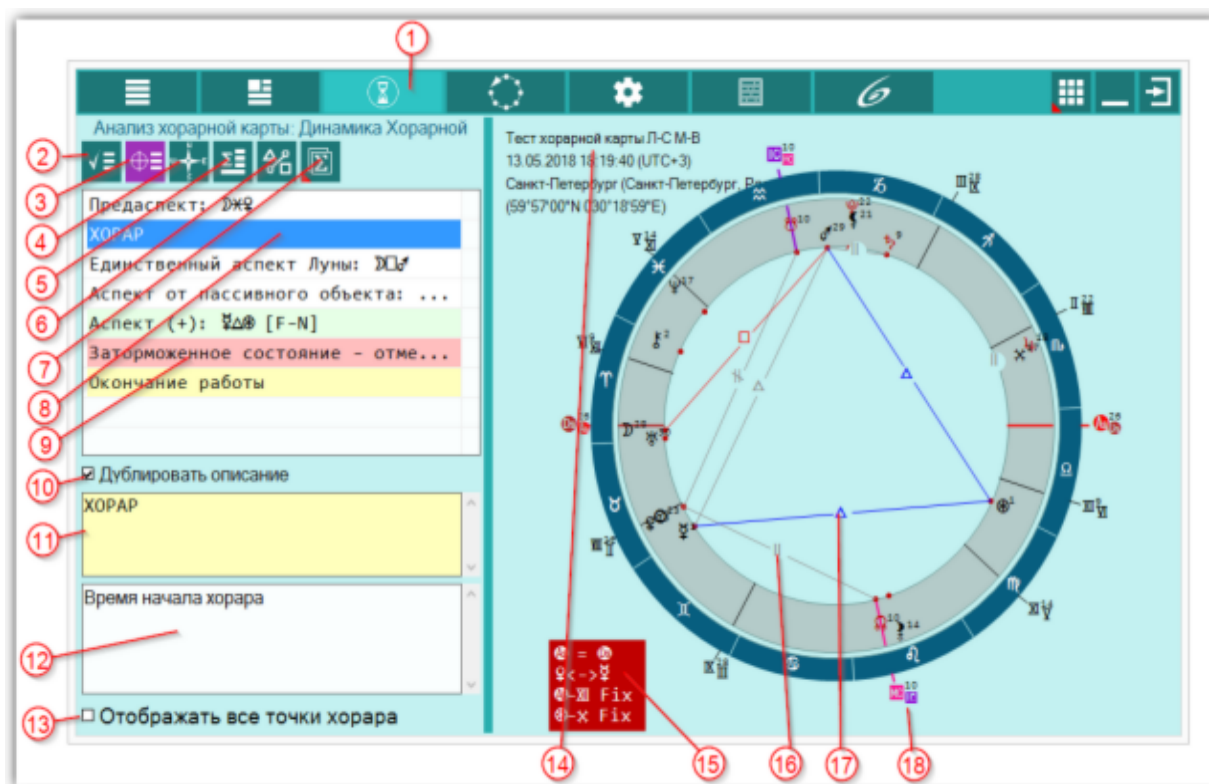 1
Анализ хорарной карты: Динамика Хорарной
2
3
4
5
6
7
8
9
Предаспект: ☽⚹♀
ХОРАР
Единственный аспект Луны: ☽□♂
Аспект от пассивного объекта: ...
Аспект (+): ☿△⊕ [F-N]
Заторможенное состояние - отме...
Окончание работы
10
Дублировать описание
11
ХОРАР
12
Время начала хорара
13
Отображать все точки хорара
Тест хорарной карты Л-С М-В
13.05.2018 18:19:40 (UTC+3)
Санкт-Петербург (Санкт-Петербург,
(59°57'00"N 030°18'59"E)
As = Ds
♀<->☿
-XI Fix
-X Fix
14
15
16
17
18